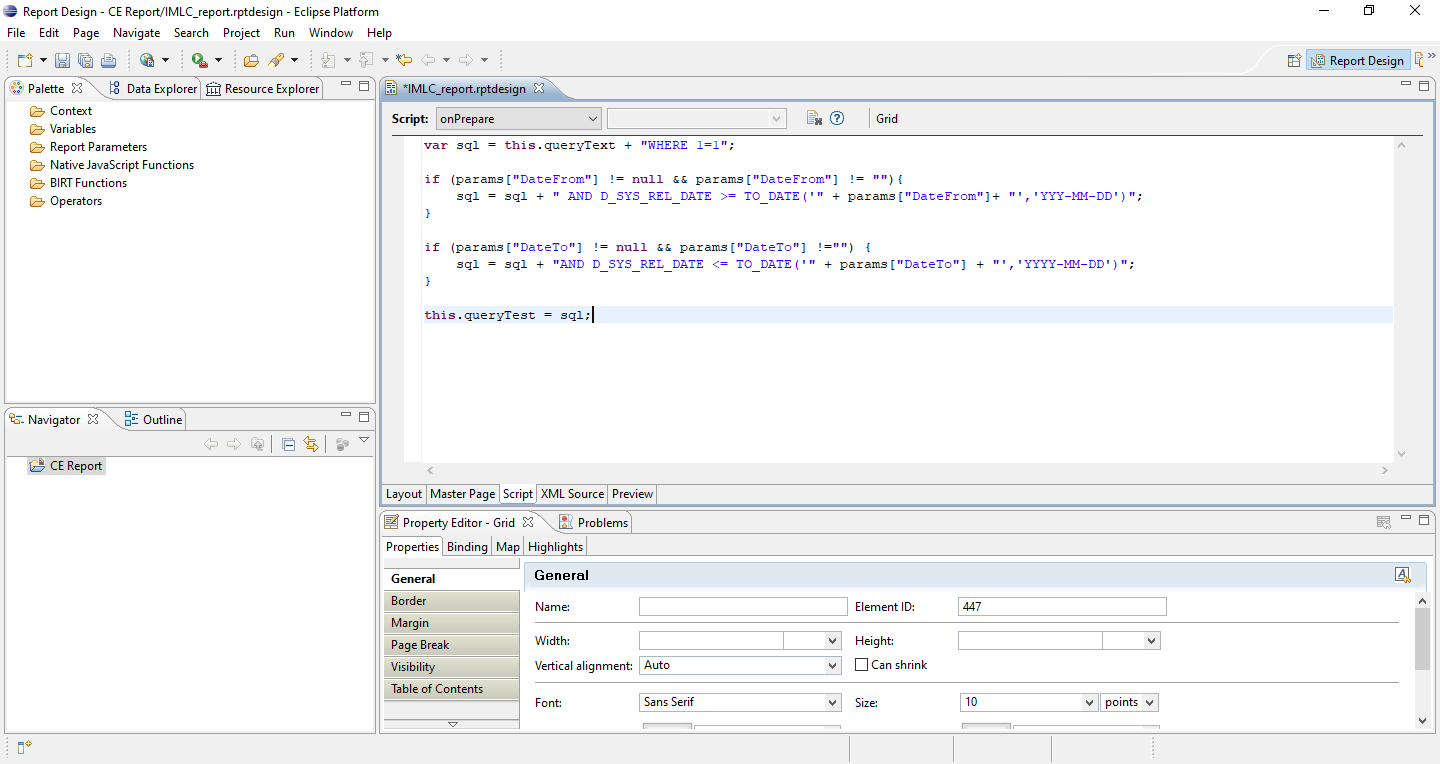 Report Design - CE Report/IMLC_report.rptdesign - Eclipse Platform
File Edit Page Navigate Search Project Run Window Help
Report Design
Palette Data Explorer Resource Explorer
Context
Variables
Report Parameters
Native JavaScript Functions
BIRT Functions
Operators
Navigator Outline
CE Report
*IMLC_report.rptdesign
Script: onPrepare Grid
var sql = this.queryText + "WHERE 1=1";
if (params["DateFrom"] != null && params["DateFrom"] != ""){
sql = sql + " AND D_SYS_REL_DATE >= TO_DATE('" + params["DateFrom"]+ "','YYY-MM-DD')";
}
if (params["DateTo"] != null && params["DateTo"] !="") {
sql = sql + "AND D_SYS_REL_DATE <= TO_DATE('" + params["DateTo"] + "','YYYY-MM-DD')";
}
this.queryTest = sql;
Layout Master Page Script XML Source Preview
Property Editor - Grid Problems
Properties Binding Map Highlights
General
Border
Margin
Page Break
Visibility
Table of Contents
General
Name: Element ID: 447
Width: Height:
Vertical alignment: Auto Can shrink
Font: Sans Serif Size: 10 points